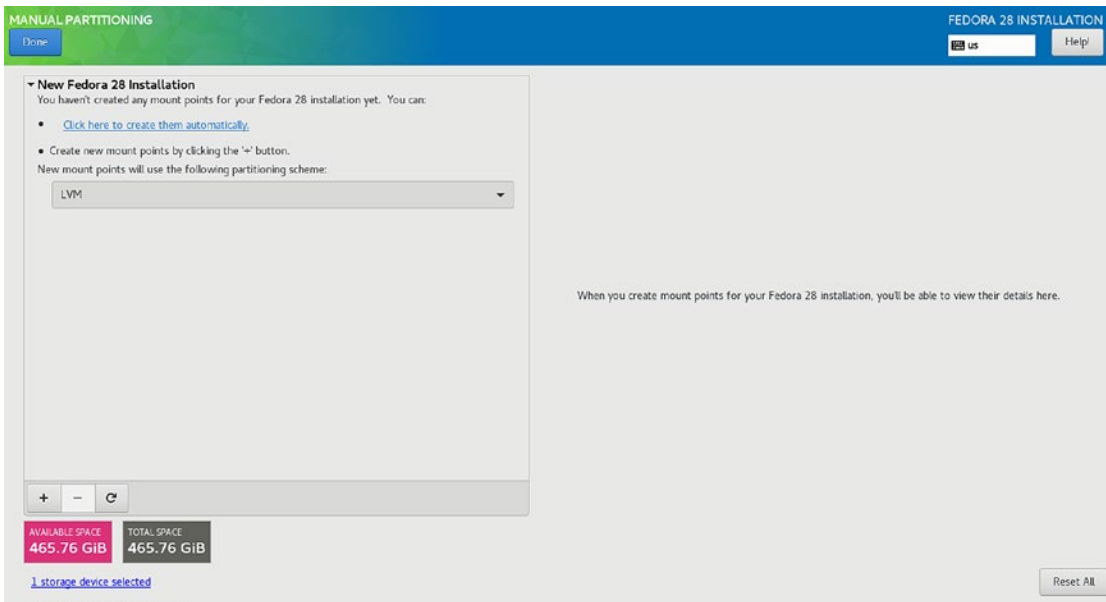 MANUAL PARTITIONING
FEDORA 28 INSTALLATION
Done
us
Help!
New Fedora 28 Installation
You haven't created any mount points for your Fedora 28 installation yet. You can:
• Click here to create them automatically.
• Create new mount points by clicking the '+' button.
New mount points will use the following partitioning scheme:
LVM
When you create mount points for your Fedora 28 installation, you'll be able to view their details here.
+ −
AVAILABLE SPACE
465.76 GiB
TOTAL SPACE
465.76 GiB
1 storage device selected
Reset All